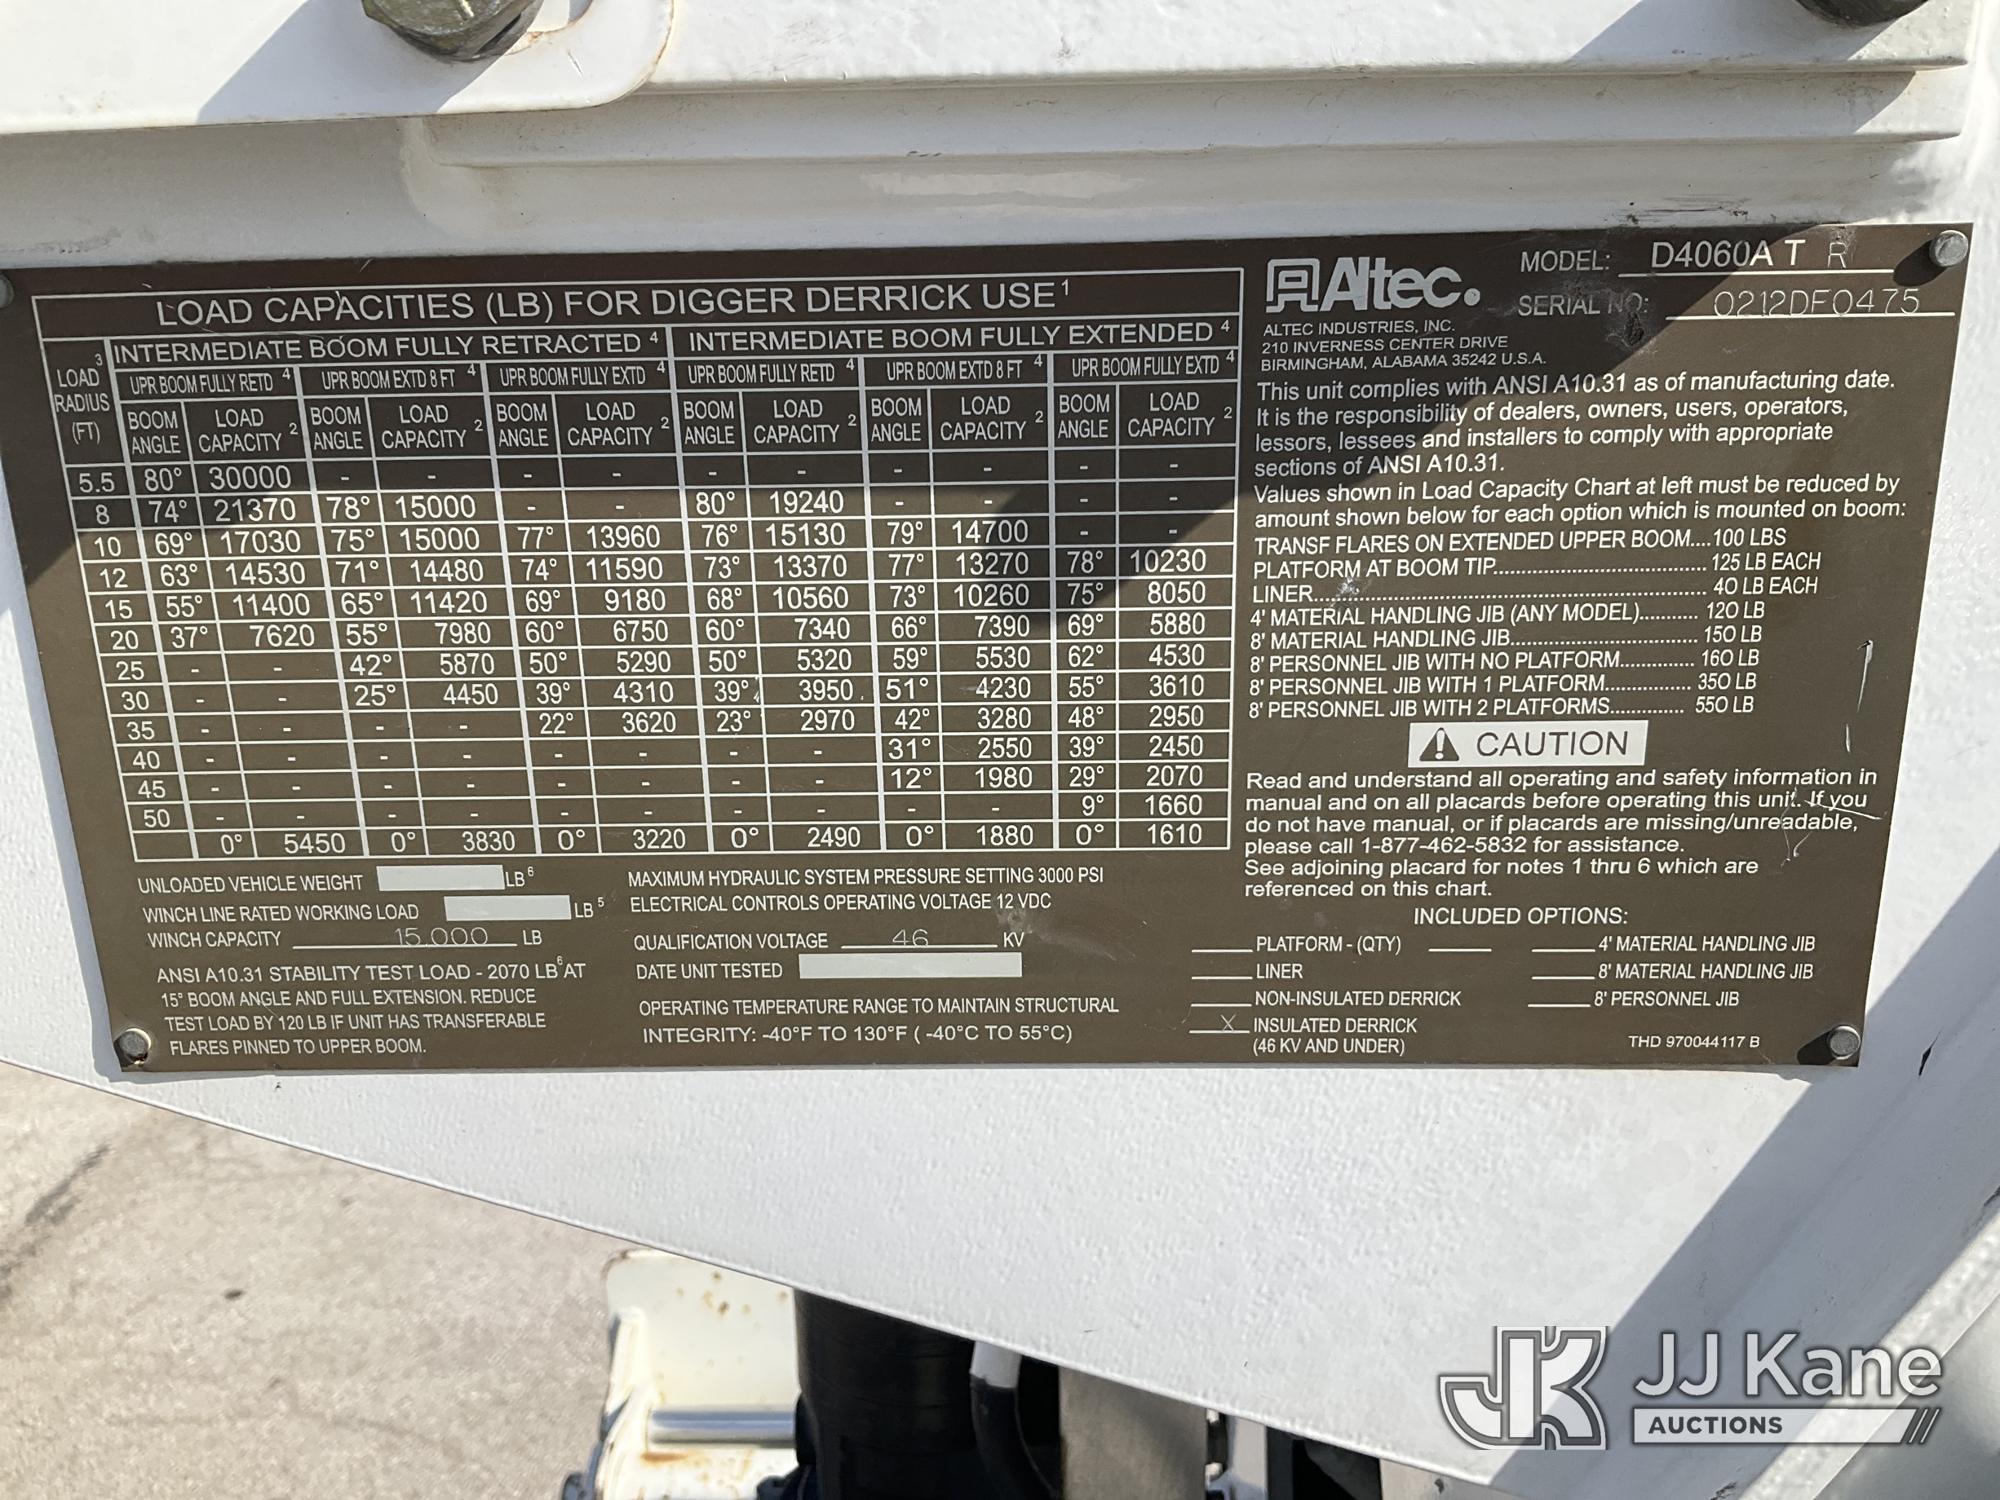 LOAD CAPACITIES (LB) FOR DIGGER DERRICK USE 1
LOAD 3 RADIUS (FT)
INTERMEDIATE BOOM FULLY RETRACTED 4 INTERMEDIATE BOOM FULLY EXTENDED 4
UPR BOOM FULLY RETD 4 UPR BOOM EXTD 8 FT 4 UPR BOOM FULLY EXTD 4 UPR BOOM FULLY RETD 4 UPR BOOM EXTD 8 FT 4 UPR BOOM FULLY EXTD 4
BOOM ANGLE LOAD CAPACITY 2 BOOM ANGLE LOAD CAPACITY 2 BOOM ANGLE LOAD CAPACITY 2 BOOM ANGLE LOAD CAPACITY 2 BOOM ANGLE LOAD CAPACITY 2 BOOM ANGLE LOAD CAPACITY 2
5.5 80° 30000 - - - - - - - - - -
8 74° 21370 78° 15000 - - 80° 19240 - - - -
10 69° 17030 75° 15000 77° 13960 76° 15130 79° 14700 - -
12 63° 14530 71° 14480 74° 11590 73° 13370 77° 13270 78° 10230
15 55° 11400 65° 11420 69° 9180 68° 10560 73° 10260 75° 8050
20 37° 7620 55° 7980 60° 6750 60° 7340 66° 7390 69° 5880
25 - - 42° 5870 50° 5290 50° 5320 59° 5530 62° 4530
30 - - 25° 4450 39° 4310 39° 3950 51° 4230 55° 3610
35 - - - - 22° 3620 23° 2970 42° 3280 48° 2950
40 - - - - - - - - 31° 2550 39° 2450
45 - - - - - - - - 12° 1980 29° 2070
50 - - - - - - - - - - 9° 1660
0° 5450 0° 3830 0° 3220 0° 2490 0° 1880 0° 1610
UNLOADED VEHICLE WEIGHT LB 6
WINCH LINE RATED WORKING LOAD LB 5
WINCH CAPACITY 15,000 LB
ANSI A10.31 STABILITY TEST LOAD - 2070 LB 6 AT
15° BOOM ANGLE AND FULL EXTENSION. REDUCE
TEST LOAD BY 120 LB IF UNIT HAS TRANSFERABLE
FLARES PINNED TO UPPER BOOM.
MAXIMUM HYDRAULIC SYSTEM PRESSURE SETTING 3000 PSI
ELECTRICAL CONTROLS OPERATING VOLTAGE 12 VDC
QUALIFICATION VOLTAGE 46 KV
DATE UNIT TESTED
OPERATING TEMPERATURE RANGE TO MAINTAIN STRUCTURAL
INTEGRITY: -40°F TO 130°F ( -40°C TO 55°C)
Altec.
MODEL: D4060A T R
SERIAL NO: 0212DF0475
ALTEC INDUSTRIES, INC.
210 INVERNESS CENTER DRIVE
BIRMINGHAM, ALABAMA 35242 U.S.A.
This unit complies with ANSI A10.31 as of manufacturing date.
It is the responsibility of dealers, owners, users, operators,
lessors, lessees and installers to comply with appropriate
sections of ANSI A10.31.
Values shown in Load Capacity Chart at left must be reduced by
amount shown below for each option which is mounted on boom:
TRANSF FLARES ON EXTENDED UPPER BOOM....100 LBS
PLATFORM AT BOOM TIP.................................... 125 LB EACH
LINER.................................................................. 40 LB EACH
4' MATERIAL HANDLING JIB (ANY MODEL).......... 120 LB
8' MATERIAL HANDLING JIB................................ 150 LB
8' PERSONNEL JIB WITH NO PLATFORM............. 160 LB
8' PERSONNEL JIB WITH 1 PLATFORM................ 350 LB
8' PERSONNEL JIB WITH 2 PLATFORMS............. 550 LB
CAUTION
Read and understand all operating and safety information in
manual and on all placards before operating this unit. If you
do not have manual, or if placards are missing/unreadable,
please call 1-877-462-5832 for assistance.
See adjoining placard for notes 1 thru 6 which are
referenced on this chart.
INCLUDED OPTIONS:
PLATFORM - (QTY) 4' MATERIAL HANDLING JIB
LINER 8' MATERIAL HANDLING JIB
NON-INSULATED DERRICK 8' PERSONNEL JIB
X INSULATED DERRICK
(46 KV AND UNDER)
THD 970044117 B
JK JJ Kane
AUCTIONS